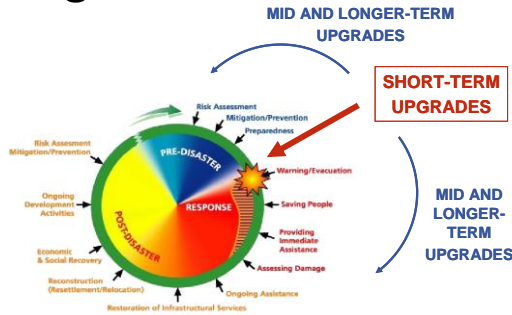 MID AND LONGER-TERM
UPGRADES
SHORT-TERM
UPGRADES
Risk Assessment
Mitigation/Prevention
Preparedness
PRE-DISASTER
Risk Assesment
Mitigation/Prevention
Warning/Evacuation
Ongoing
Development
Activities
RESPONSE
Saving People
MID AND
LONGER-
TERM
UPGRADES
POST-DISASTER
Providing
Immediate
Assistance
Economic
& Social Recovery
Assessing Damage
Reconstruction
(Resettlement/Relocation)
Ongoing Assistance
Restoration of Infrastructural Services